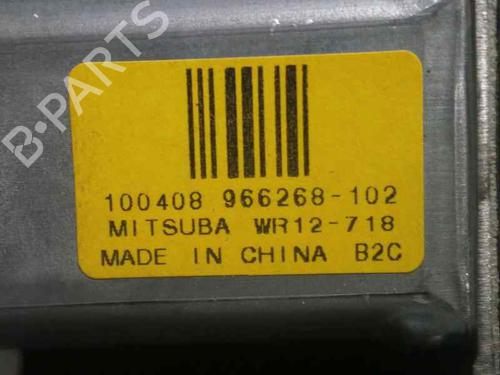 B-PARTS
100408 966268-102
MITSUBA WR12-718
MADE IN CHINA B2C